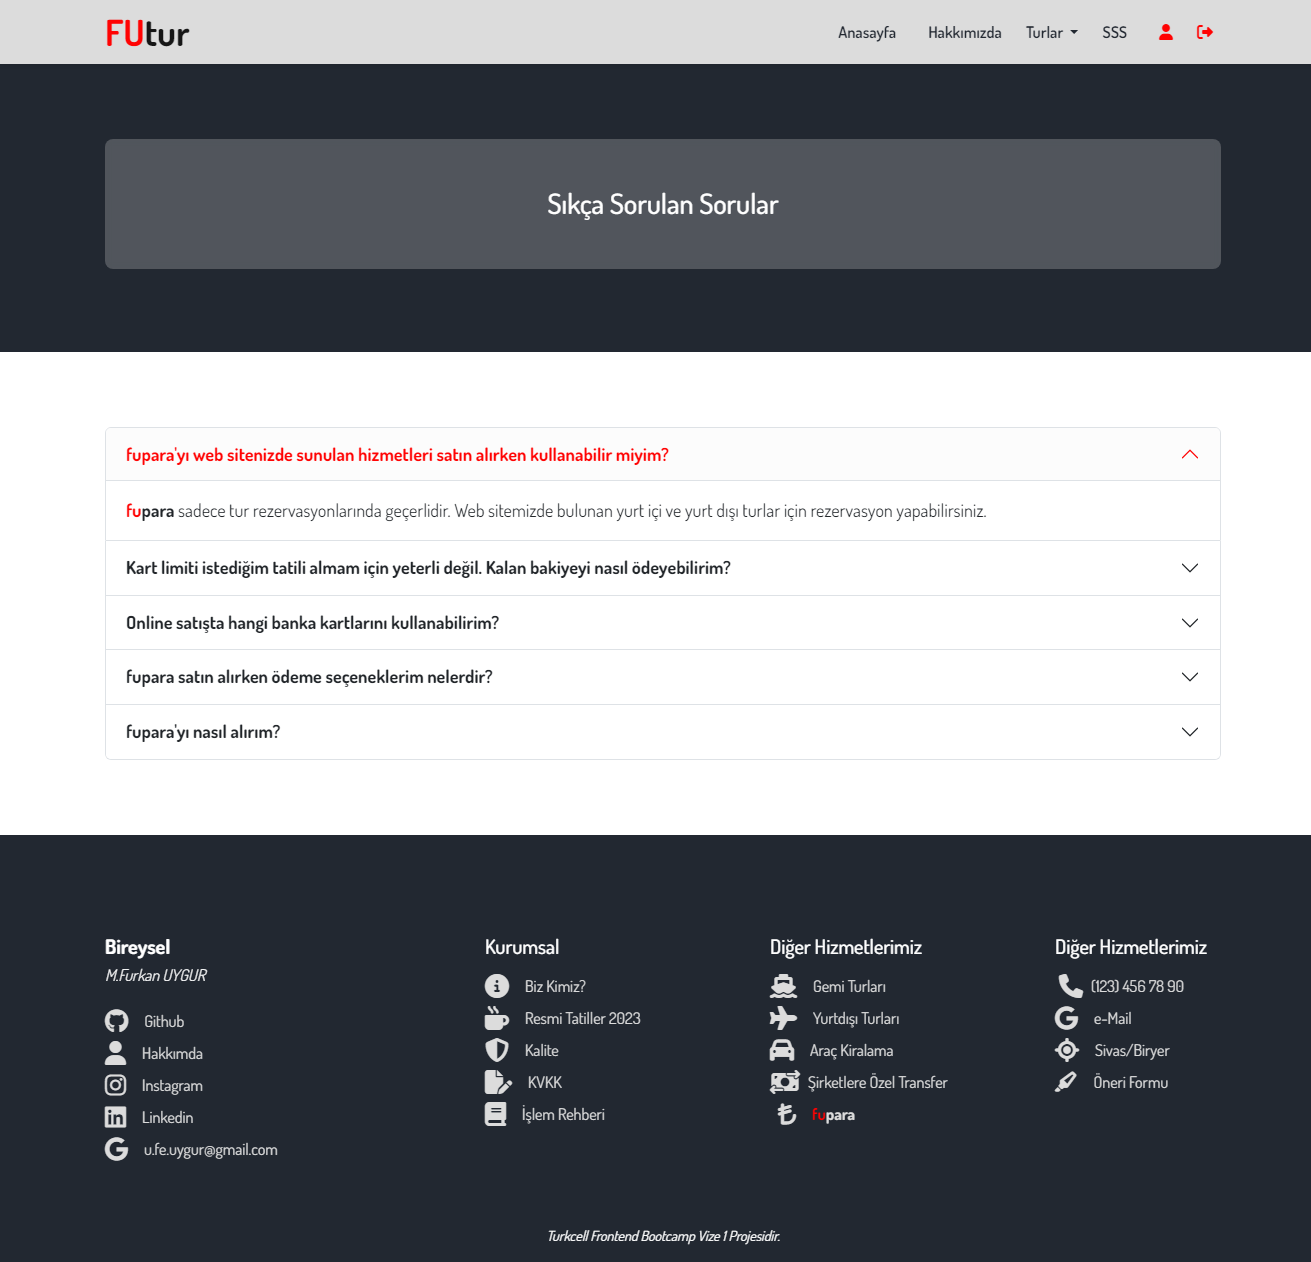 FUtur
Anasayfa Hakkımızda Turlar SSS
Sıkça Sorulan Sorular
fupara'yı web sitenizde sunulan hizmetleri satın alırken kullanabilir miyim?
fupara sadece tur rezervasyonlarında geçerlidir. Web sitemizde bulunan yurt içi ve yurt dışı turlar için rezervasyon yapabilirsiniz.
Kart limiti istediğim tatili almam için yeterli değil. Kalan bakiyeyi nasıl ödeyebilirim?
Online satışta hangi banka kartlarını kullanabilirim?
fupara satın alırken ödeme seçeneklerim nelerdir?
fupara'yı nasıl alırım?
Bireysel
M.Furkan UYGUR
Github
Hakkımda
Instagram
Linkedin
u.fe.uygur@gmail.com
Kurumsal
Biz Kimiz?
Resmi Tatiller 2023
Kalite
KVKK
İşlem Rehberi
Diğer Hizmetlerimiz
Gemi Turları
Yurtdışı Turları
Araç Kiralama
Şirketlere Özel Transfer
fupara
Diğer Hizmetlerimiz
(123) 456 78 90
e-Mail
Sivas/Biryer
Öneri Formu
Turkcell Frontend Bootcamp Vize 1 Projesidir.